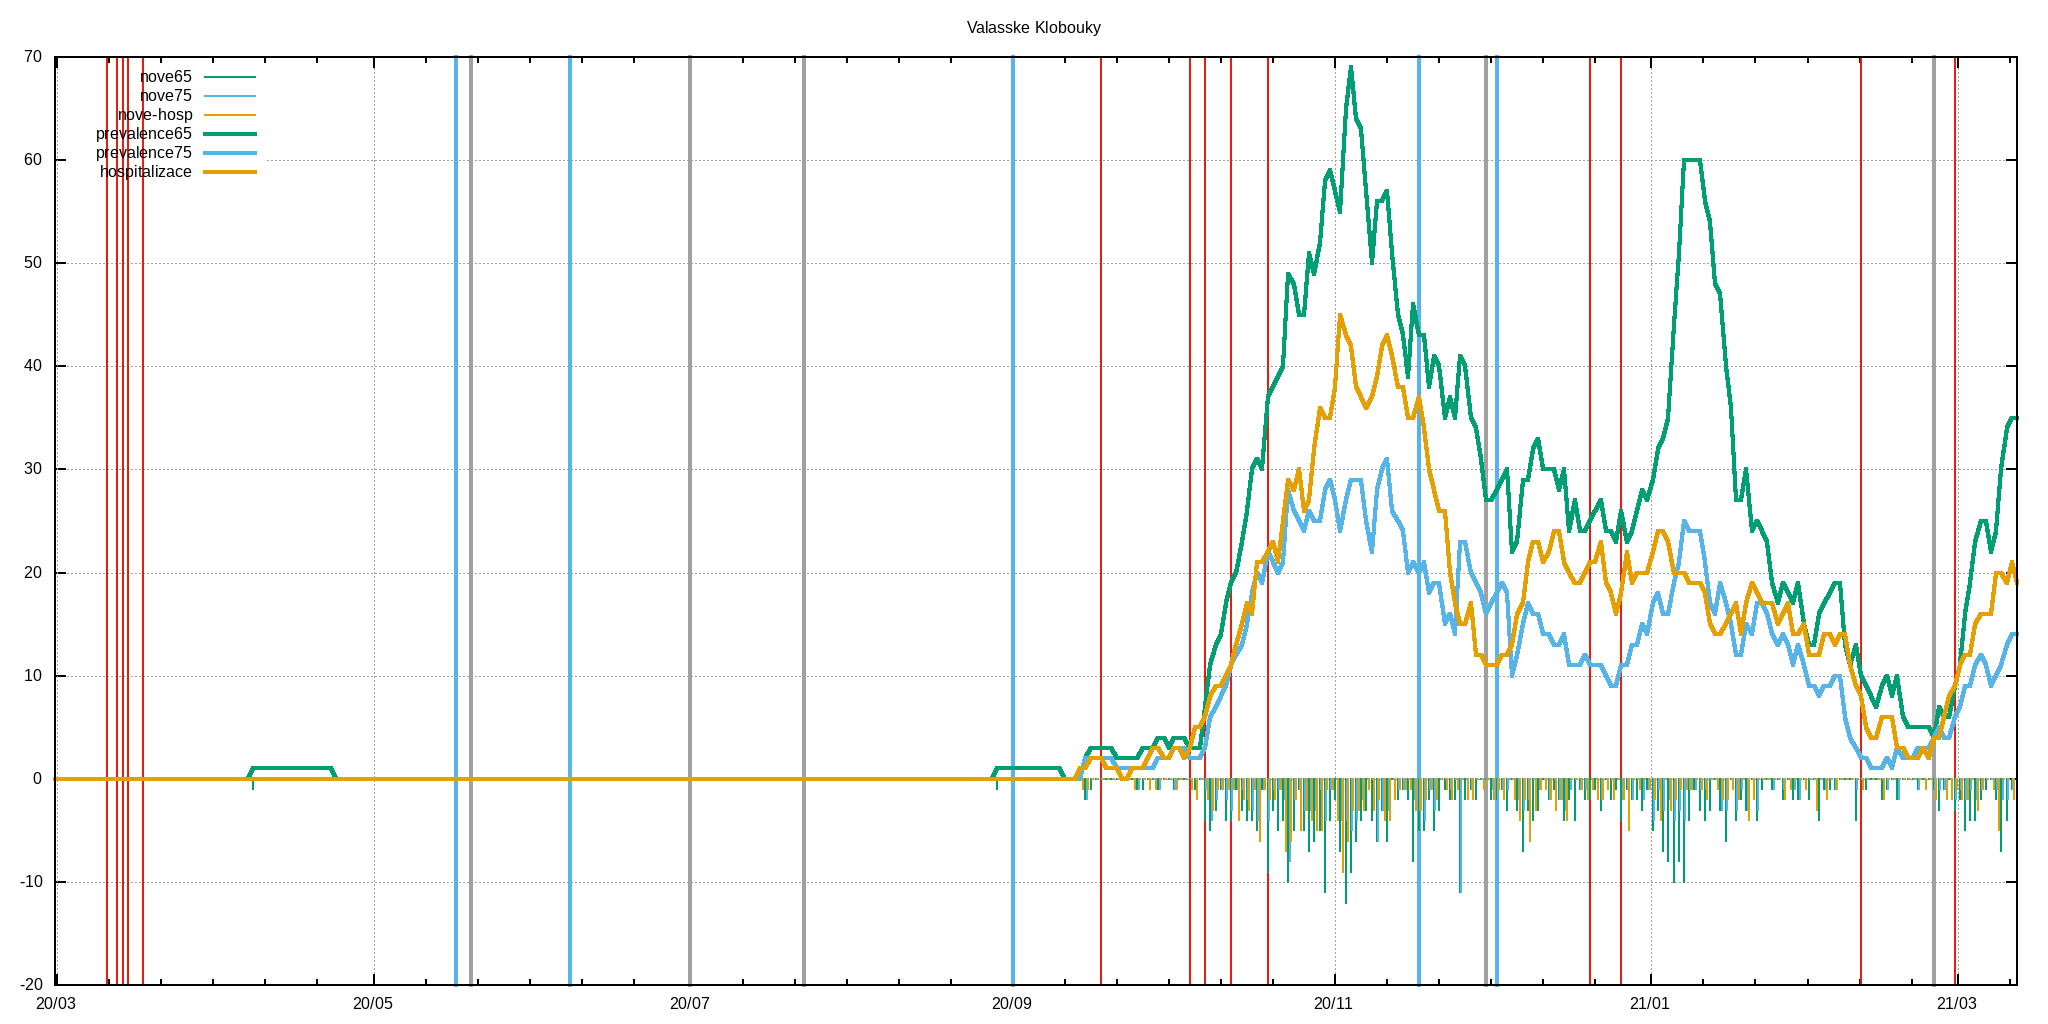 Valasske Klobouky
70
60
50
40
30
20
10
0
-10
-20
nove65
nove75
nove-hosp
prevalence65
prevalence75
hospitalizace
20/03 20/05 20/07 20/09 20/11 21/01 21/03